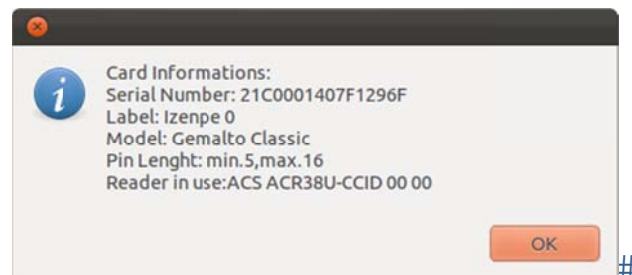 Card Informations:
Serial Number: 21C0001407F1296F
Label: Izenpe 0
Model: Gemalto Classic
Pin Lenght: min.5,max.16
Reader in use:ACS ACR38U-CCID 00 00
OK
#